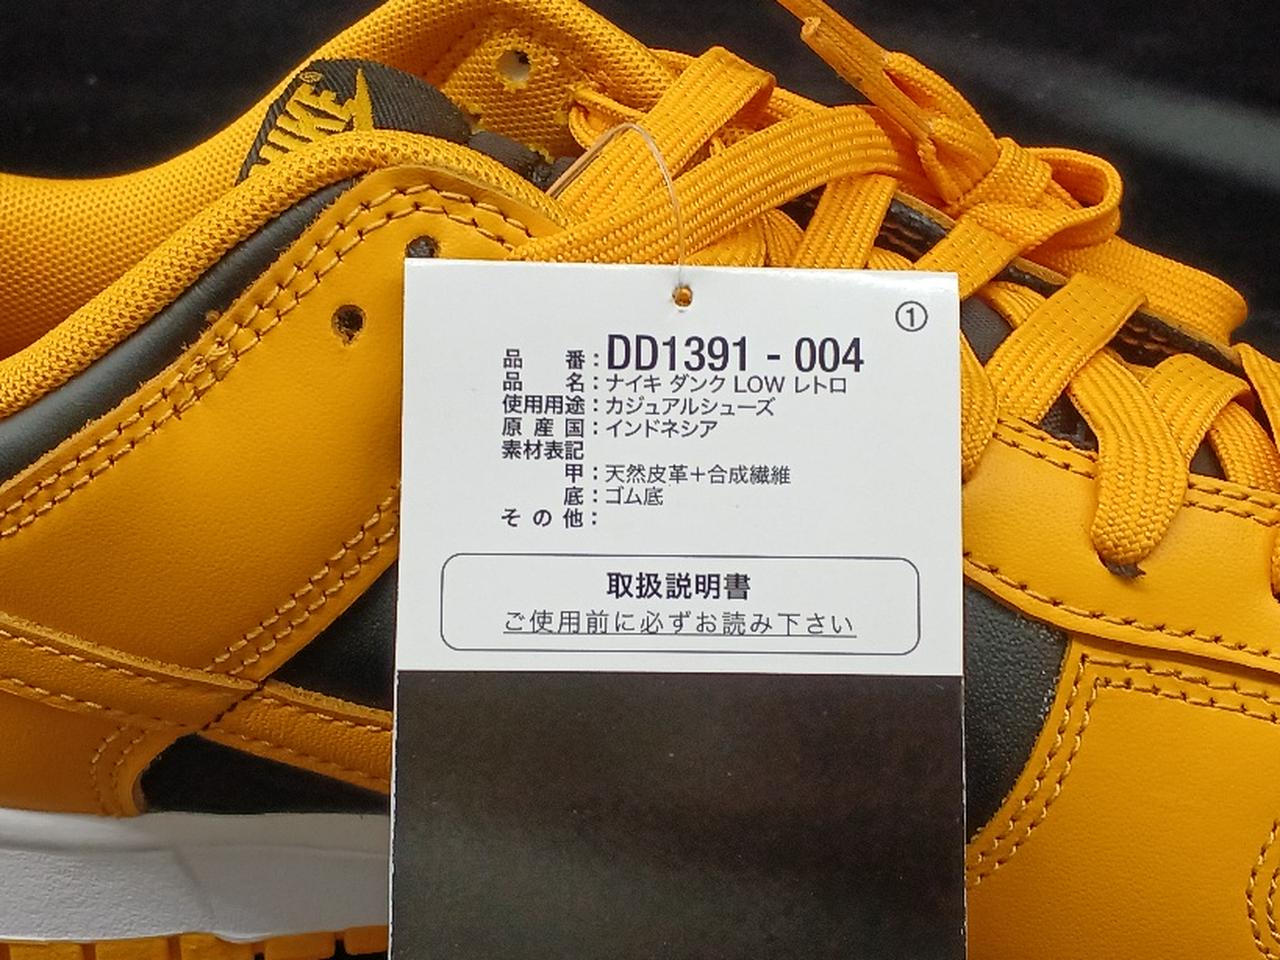 NIKE
®
①
品番：DD1391 - 004
品名：ナイキ ダンク LOW レトロ
使用用途：カジュアルシューズ
原産国：インドネシア
素材表記
甲：天然皮革＋合成繊維
底：ゴム底
その他：
取扱説明書
ご使用前に必ずお読み下さい